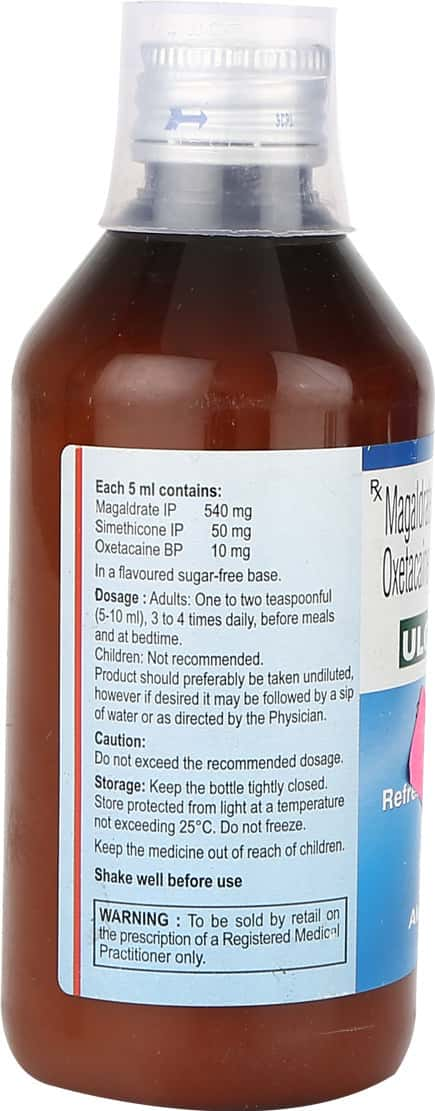 Each 5 ml contains:
Magaldrate IP 540 mg
Simethicone IP 50 mg
Oxetacaine BP 10 mg
In a flavoured sugar-free base.
Dosage : Adults: One to two teaspoonful
(5-10 ml), 3 to 4 times daily, before meals
and at bedtime.
Children: Not recommended.
Product should preferably be taken undiluted,
however if desired it may be followed by a sip
of water or as directed by the Physician.
Caution:
Do not exceed the recommended dosage.
Storage: Keep the bottle tightly closed.
Store protected from light at a temperature
not exceeding 25°C. Do not freeze.
Keep the medicine out of reach of children.
Shake well before use
WARNING : To be sold by retail on
the prescription of a Registered Medical
Practitioner only.
Rx
Oxetacaine